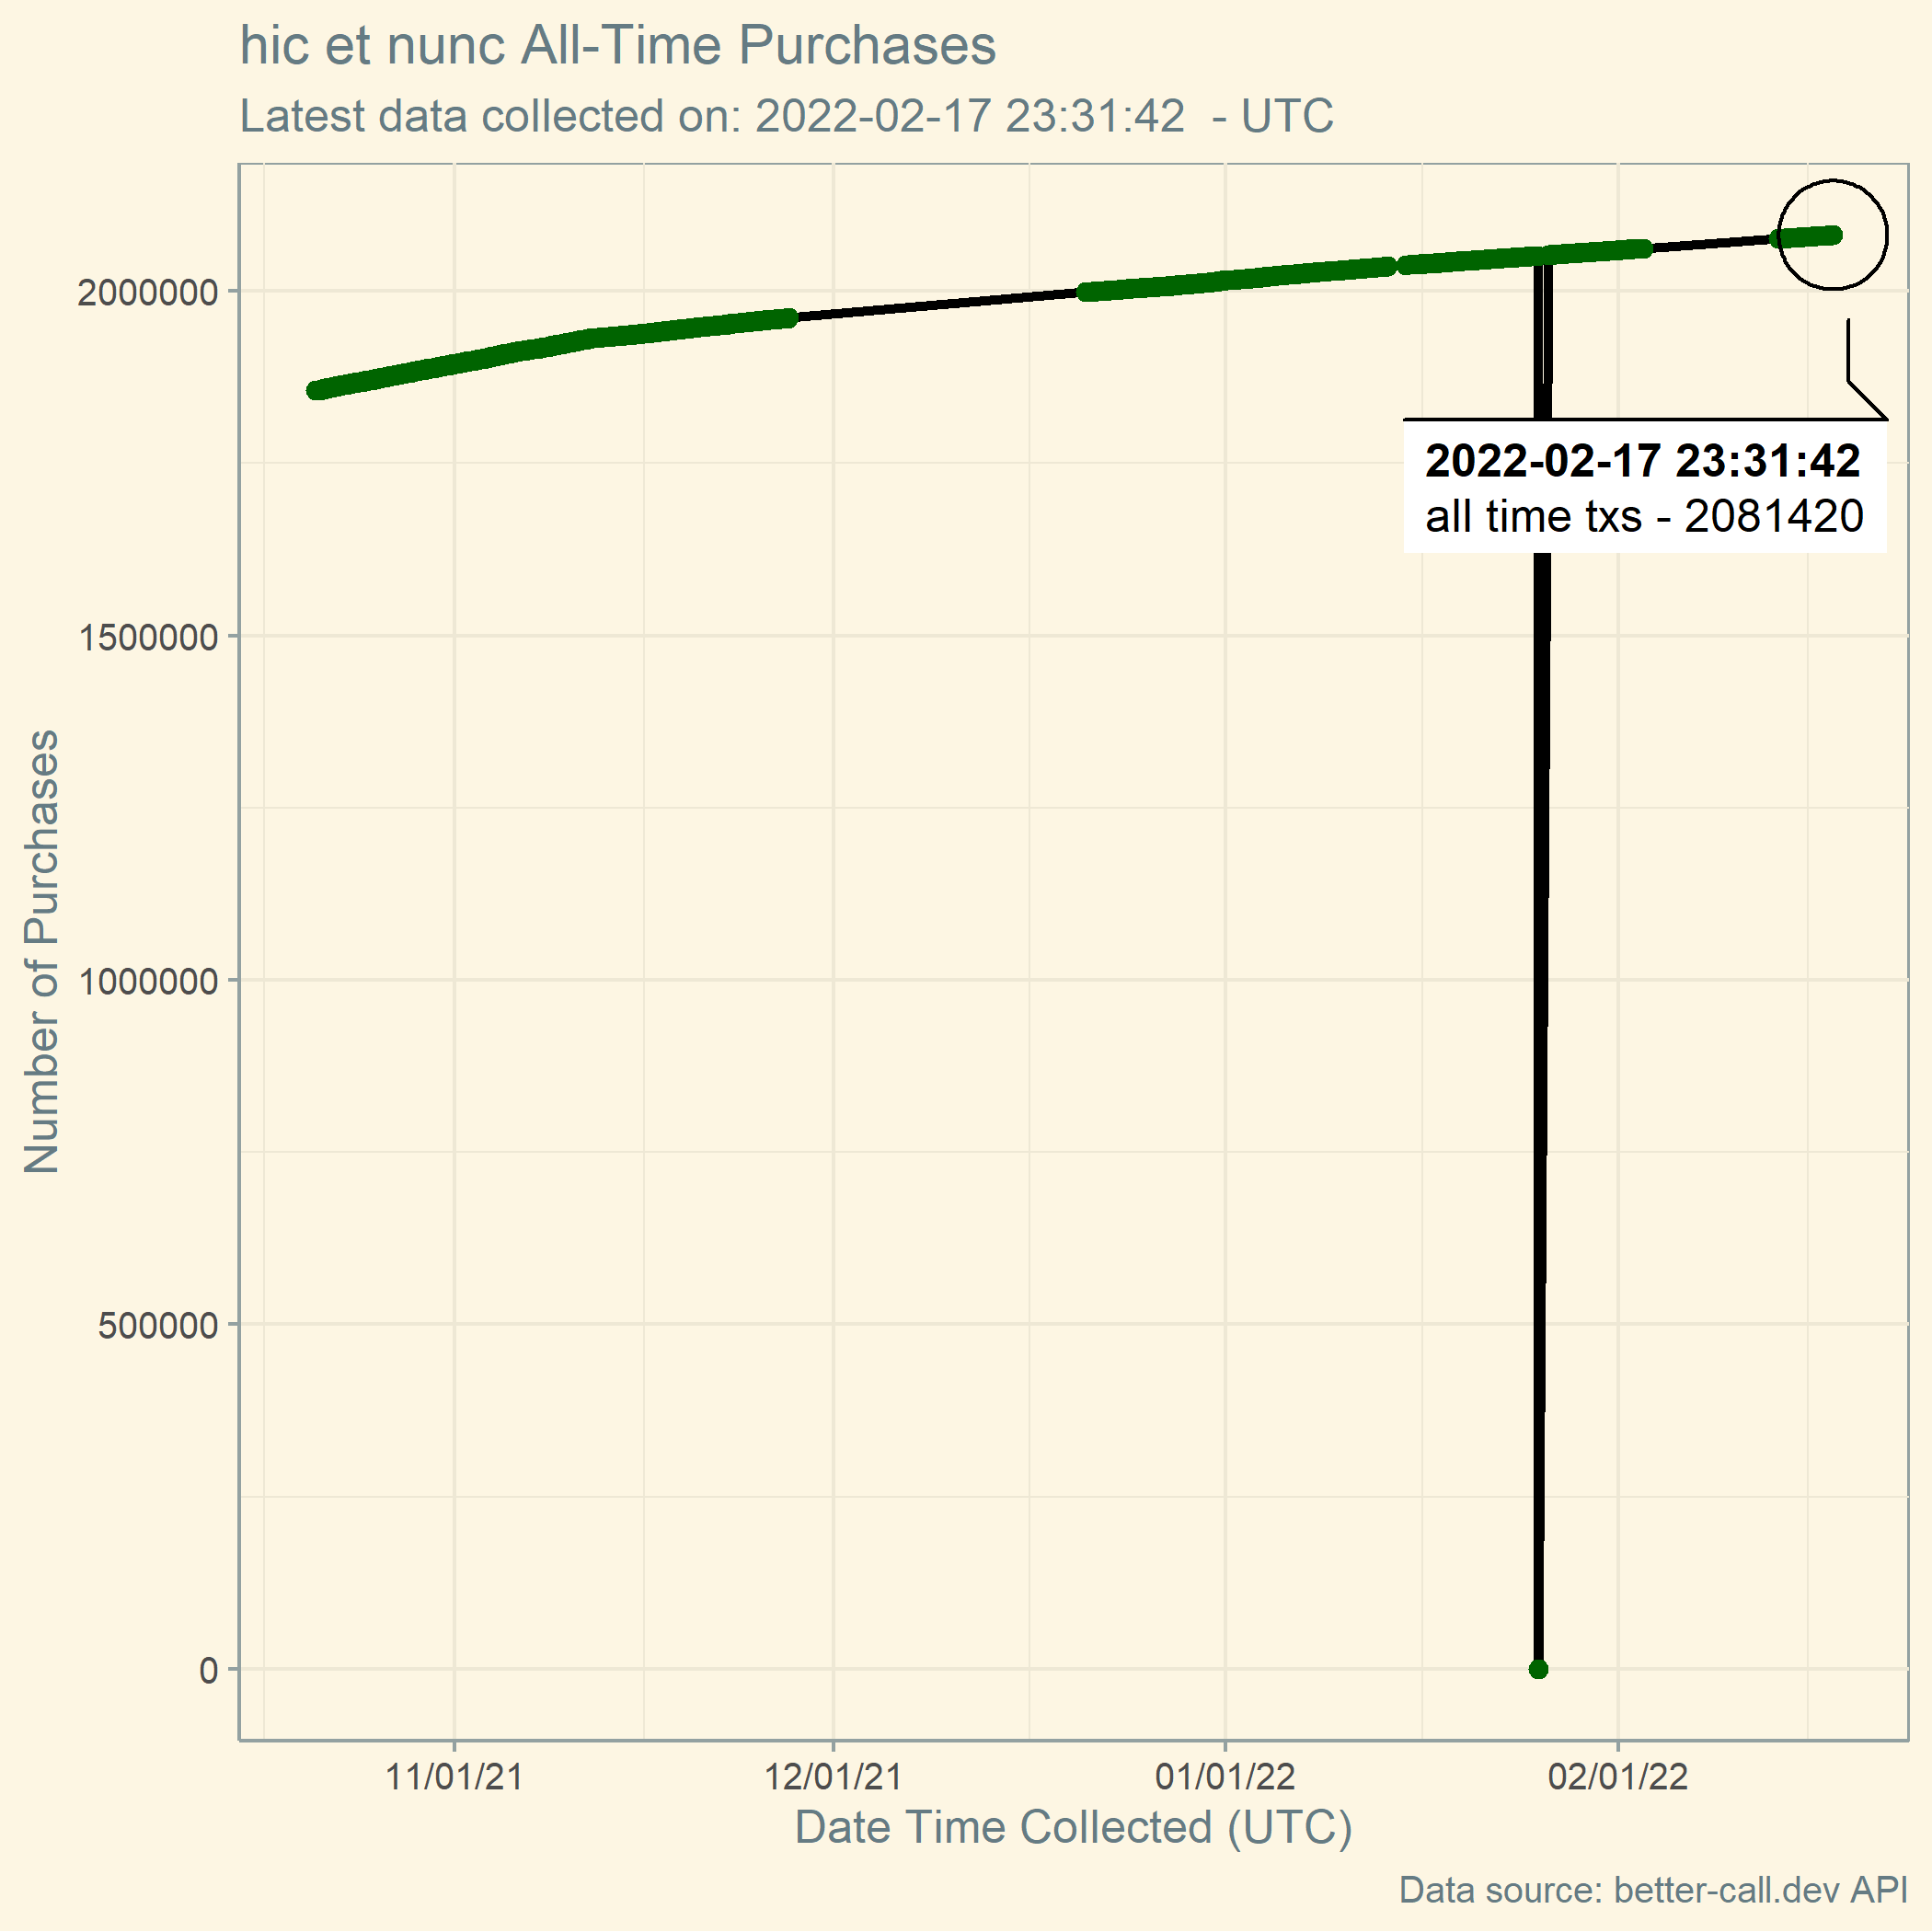 hic et nunc All-Time Purchases
Latest data collected on: 2022-02-17 23:31:42  - UTC
2000000
1500000
1000000
500000
0
Number of Purchases
2022-02-17 23:31:42
all time txs - 2081420
11/01/21
12/01/21
01/01/22
02/01/22
Date Time Collected (UTC)
Data source: better-call.dev API